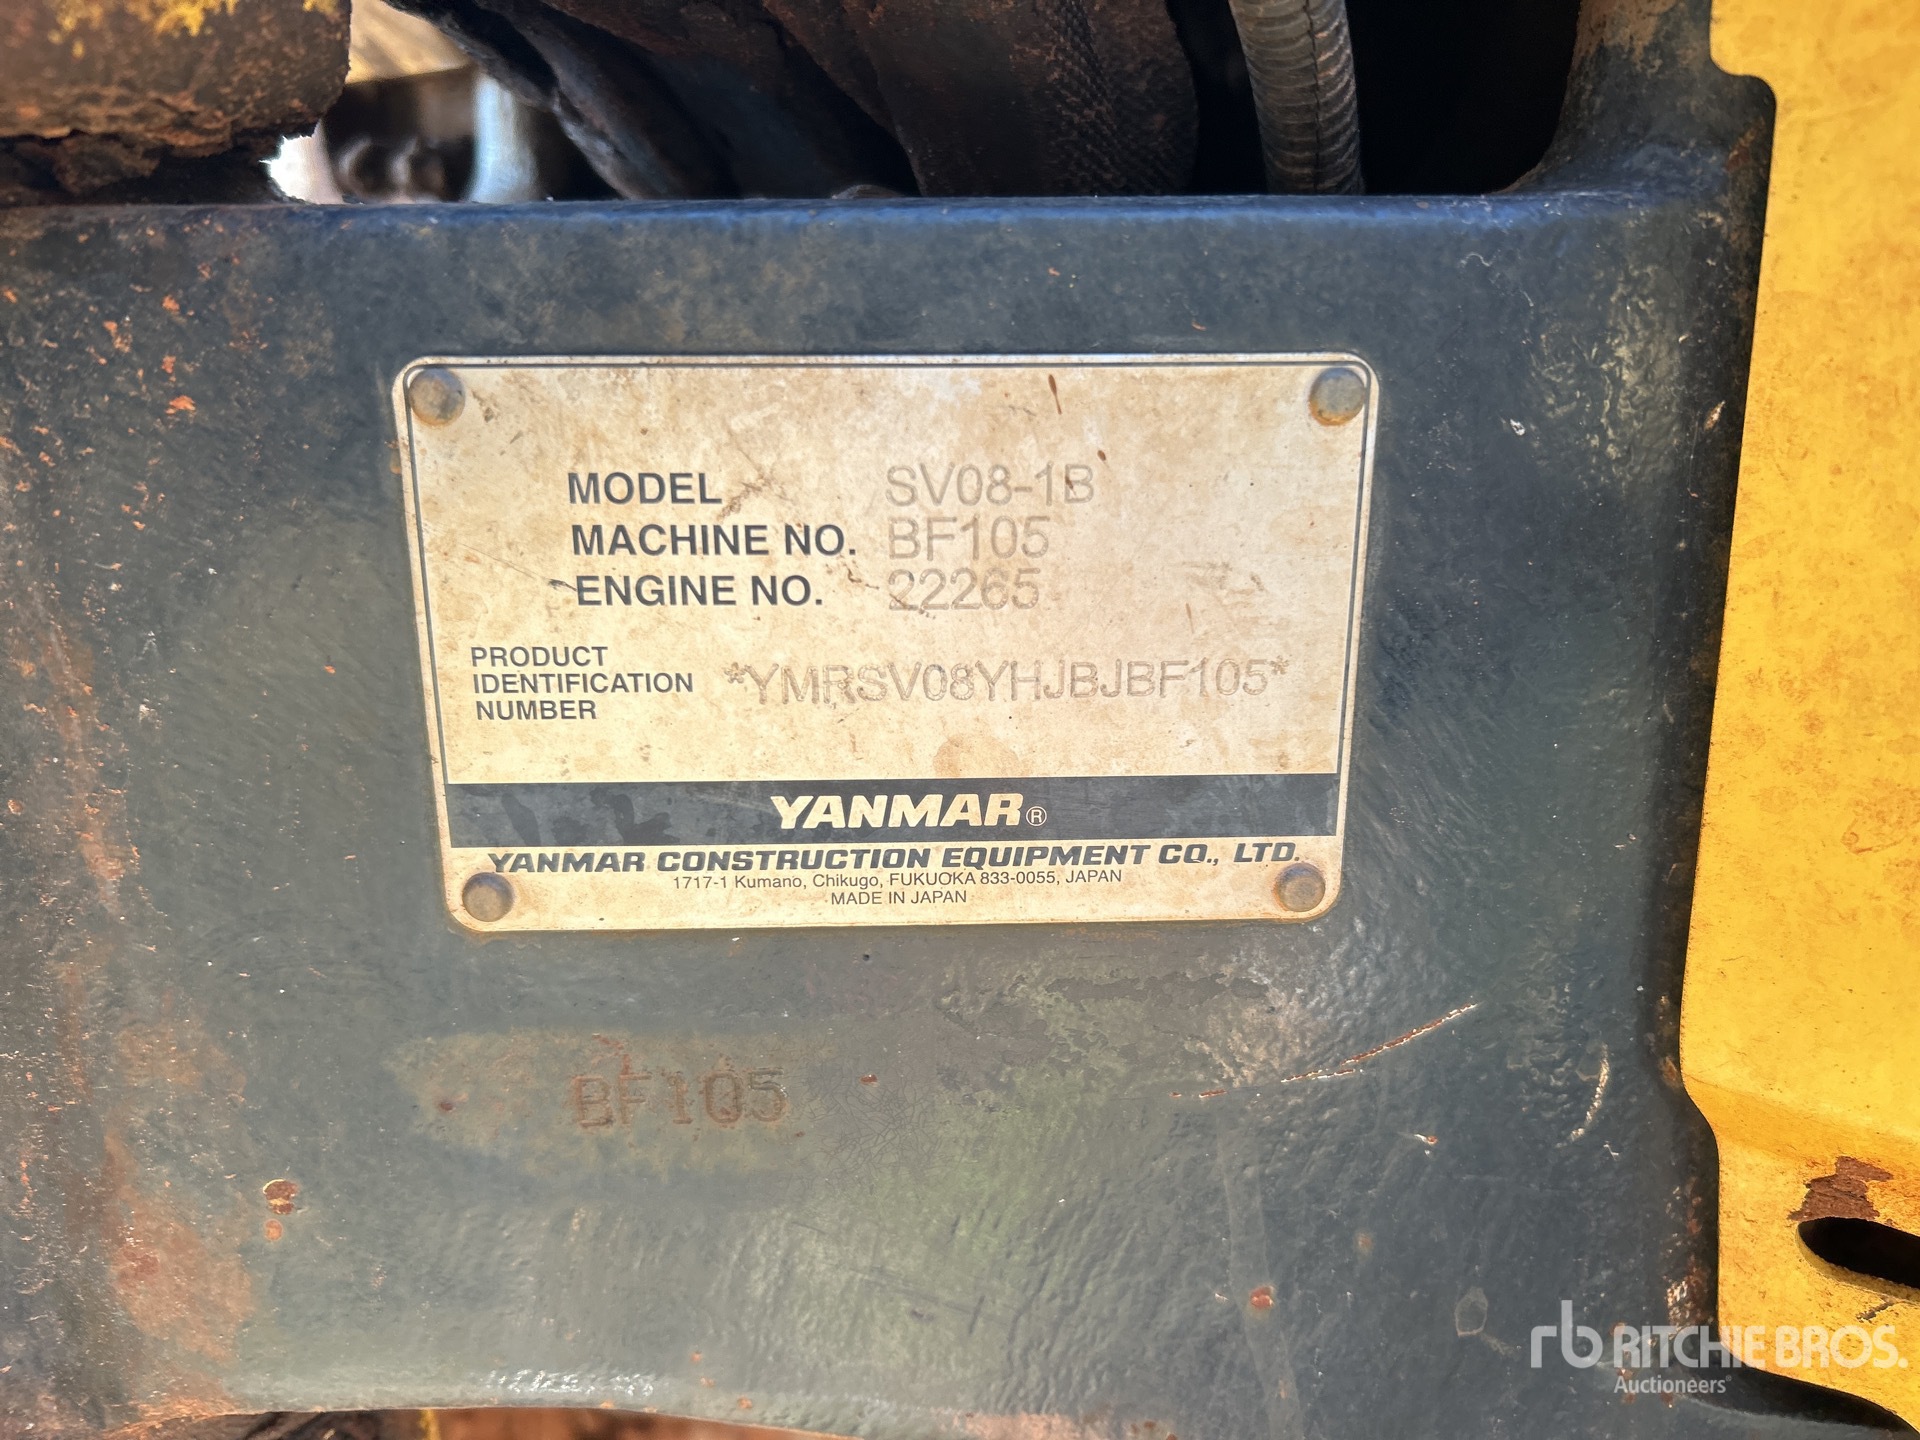 MODEL SV08-1B
MACHINE NO. BF105
ENGINE NO. 22265
PRODUCT
IDENTIFICATION
NUMBER
*YMRSV08YHJBJBF105*
YANMAR®
YANMAR CONSTRUCTION EQUIPMENT CO., LTD.
1717-1 Kumano, Chikugo, FUKUOKA 833-0055, JAPAN
MADE IN JAPAN
BF105
rb RITCHIE BROS.
Auctioneers